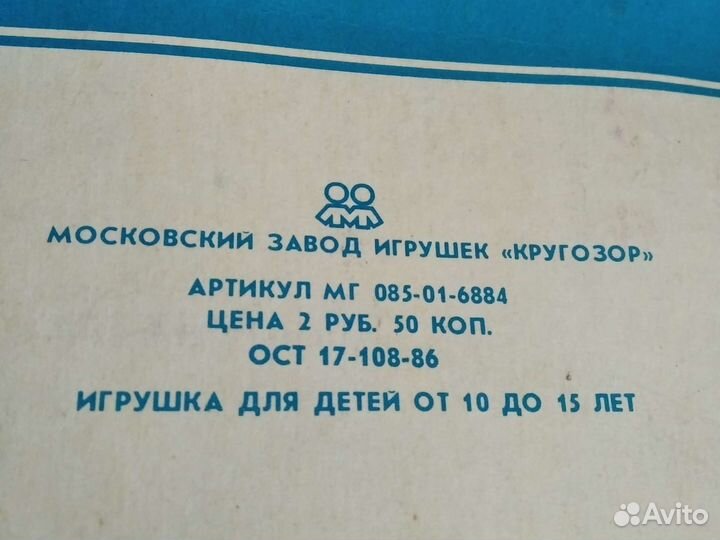 МОСКОВСКИЙ ЗАВОД ИГРУШЕК «КРУГОЗОР»
АРТИКУЛ МГ 085-01-6884
ЦЕНА 2 РУБ. 50 КОП.
ОСТ 17-108-86
ИГРУШКА ДЛЯ ДЕТЕЙ ОТ 10 ДО 15 ЛЕТ
Avito